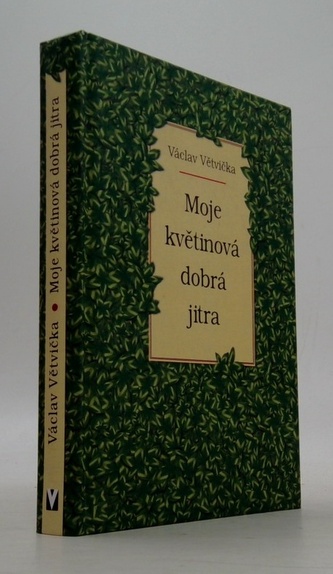 Václav Větvička • Moje květinová dobrá jitra
V
Václav Větvička
Moje
květinová
dobrá
jitra